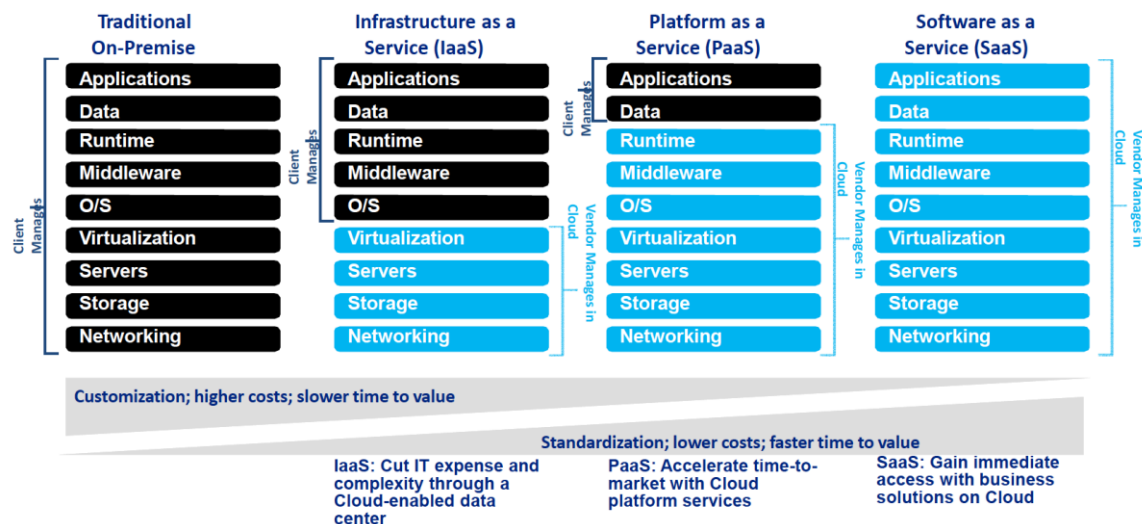 Traditional
On-Premise
Client
Manages
Applications
Data
Runtime
Middleware
O/S
Virtualization
Servers
Storage
Networking
Infrastructure as a
Service (IaaS)
Client
Manages
Applications
Data
Runtime
Middleware
O/S
Virtualization
Servers
Storage
Networking
Vendor Manages in
Cloud
Platform as a
Service (PaaS)
Client
Manages
Applications
Data
Runtime
Middleware
O/S
Virtualization
Servers
Storage
Networking
Vendor Manages in
Cloud
Software as a
Service (SaaS)
Applications
Data
Runtime
Middleware
O/S
Virtualization
Servers
Storage
Networking
Vendor Manages in
Cloud
Customization; higher costs; slower time to value
Standardization; lower costs; faster time to value
IaaS: Cut IT expense and
complexity through a
Cloud-enabled data
center
PaaS: Accelerate time-to-
market with Cloud
platform services
SaaS: Gain immediate
access with business
solutions on Cloud